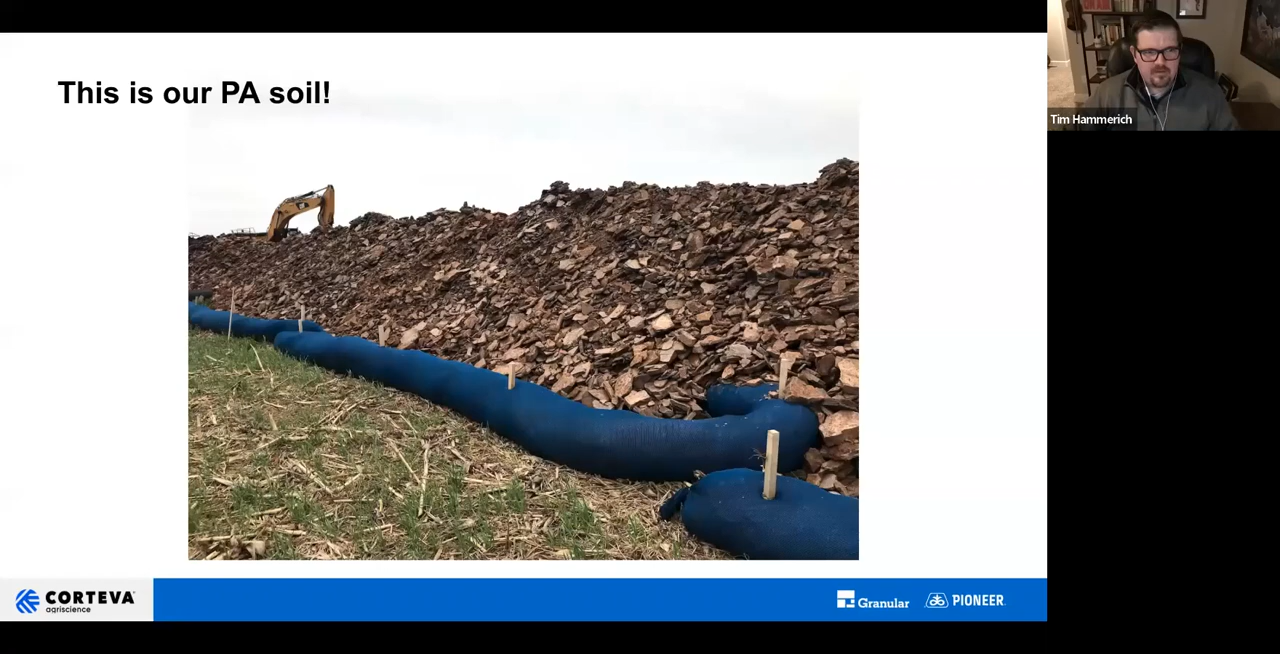 This is our PA soil!
Tim Hammerich
CORTEVA
agriscience
Granular
PIONEER